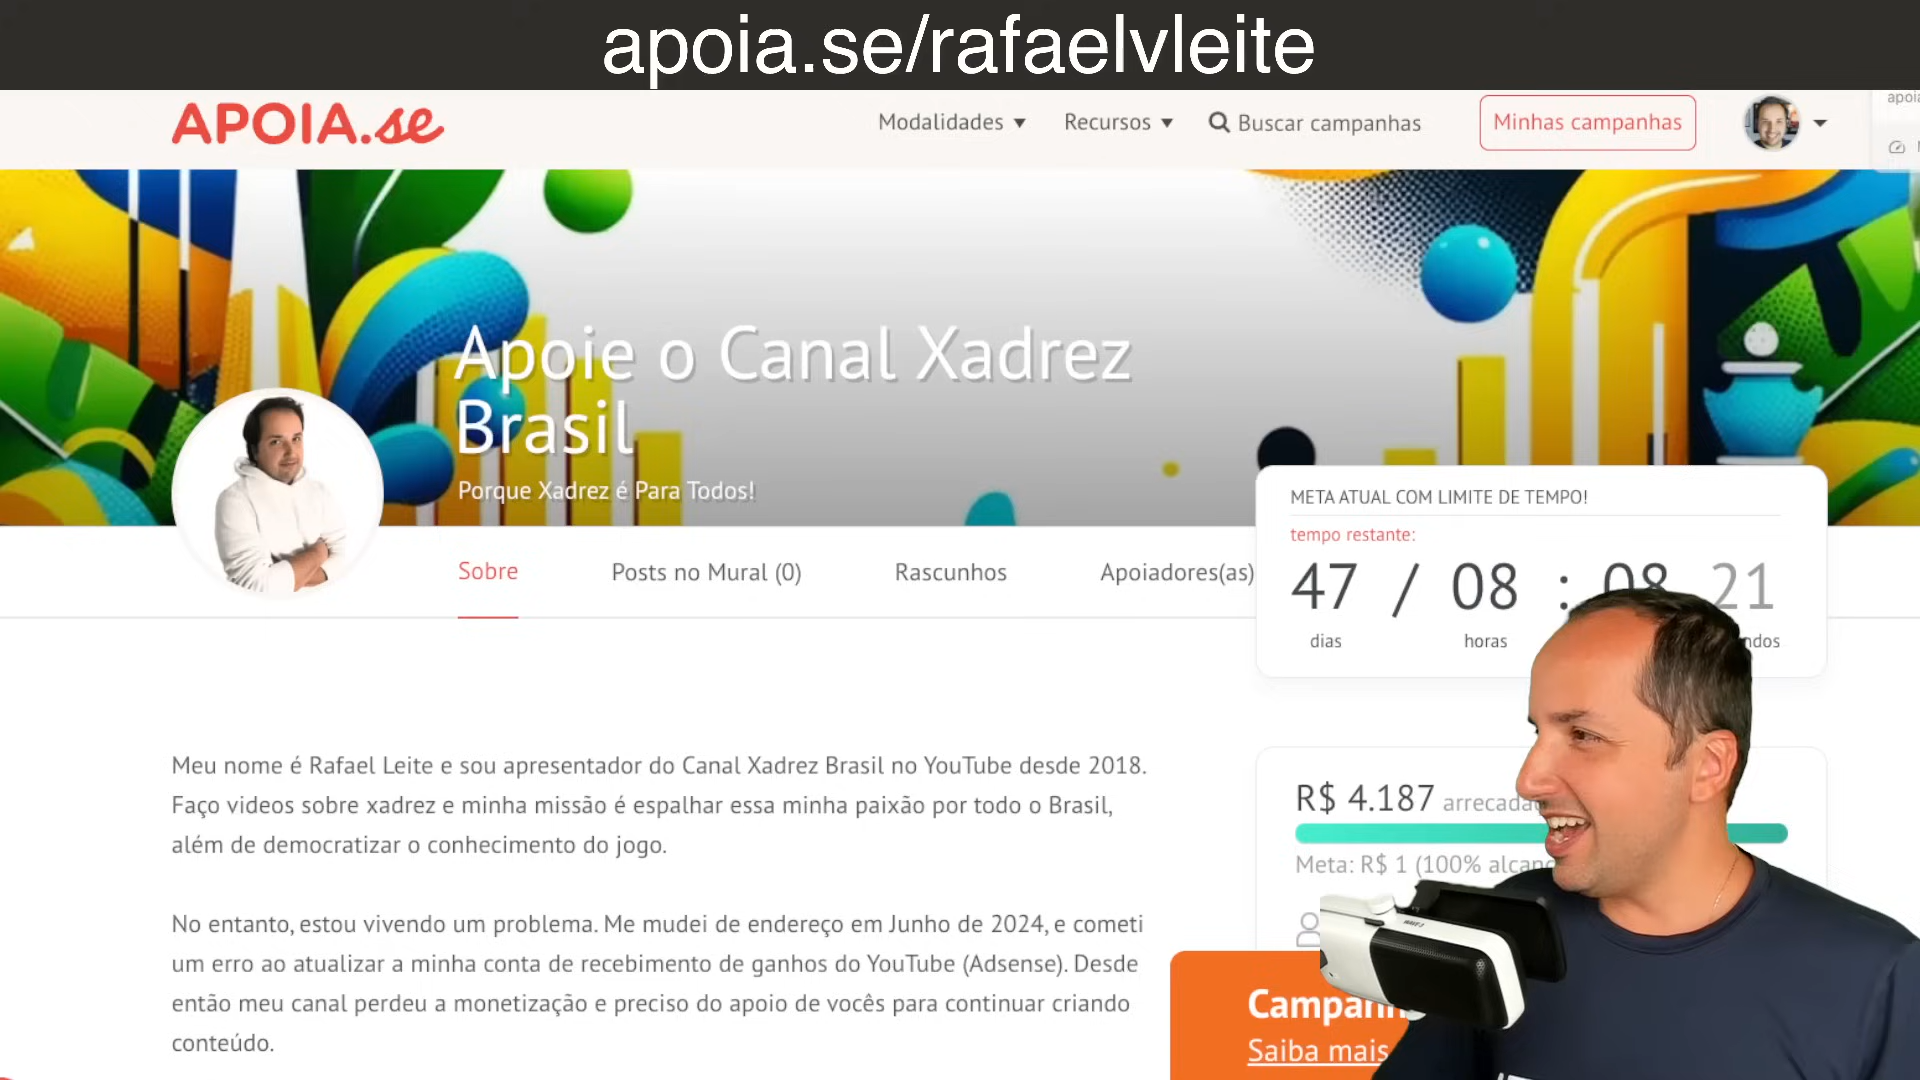 apoia.se/rafaelvleite
APOIA.se
Modalidades
Recursos
Buscar campanhas
Minhas campanhas
apoia
Apoie o Canal Xadrez
Brasil
Porque Xadrez é Para Todos!
META ATUAL COM LIMITE DE TEMPO!
tempo restante:
47 / 08 : 08 21
dias
horas
Sobre
Posts no Mural (0)
Rascunhos
Apoiadores(as)
Meu nome é Rafael Leite e sou apresentador do Canal Xadrez Brasil no YouTube desde 2018.
Faço videos sobre xadrez e minha missão é espalhar essa minha paixão por todo o Brasil,
além de democratizar o conhecimento do jogo.
No entanto, estou vivendo um problema. Me mudei de endereço em Junho de 2024, e cometi
um erro ao atualizar a minha conta de recebimento de ganhos do YouTube (Adsense). Desde
então meu canal perdeu a monetização e preciso do apoio de vocês para continuar criando
conteúdo.
R$ 4.187 arrecada
Meta: R$ 1 (100% alcanç
Campanh
Saiba mais